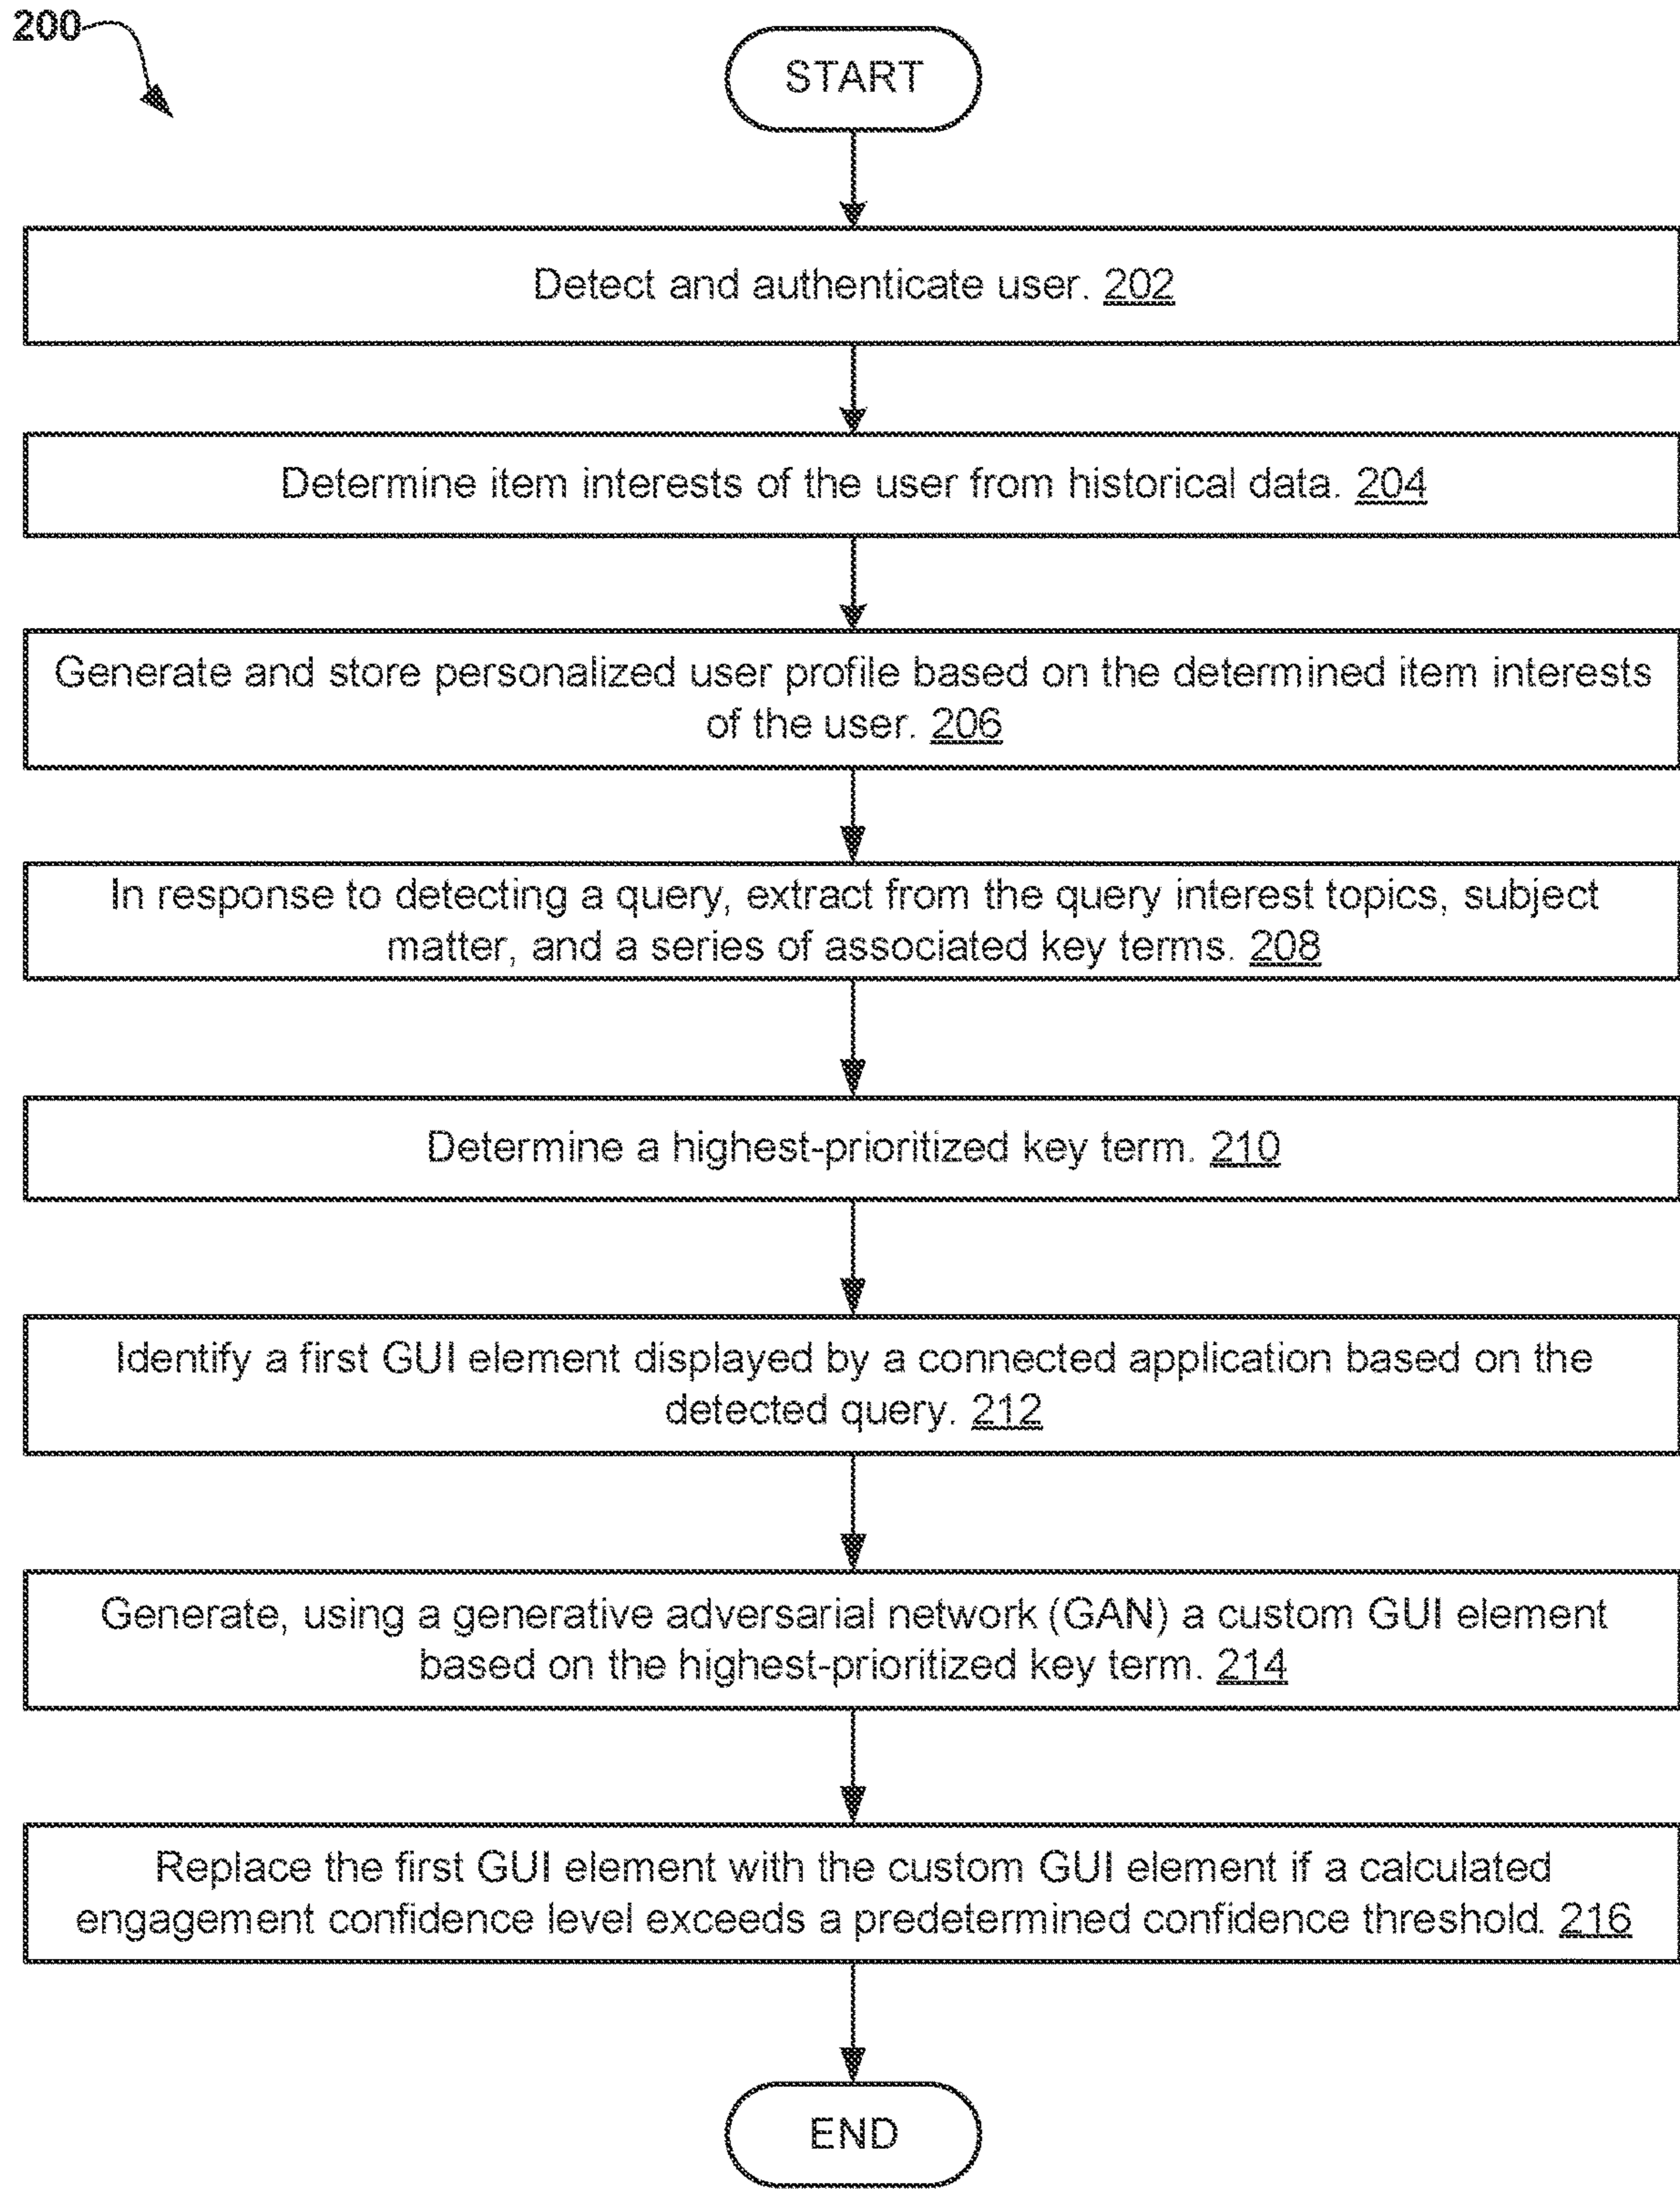 200
START
Detect and authenticate user. 202
Determine item interests of the user from historical data. 204
Generate and store personalized user profile based on the determined item interests
of the user. 206
In response to detecting a query, extract from the query interest topics, subject
matter, and a series of associated key terms. 208
Determine a highest-prioritized key term. 210
Identify a first GUI element displayed by a connected application based on the
detected query. 212
Generate, using a generative adversarial network (GAN) a custom GUI element
based on the highest-prioritized key term. 214
Replace the first GUI element with the custom GUI element if a calculated
engagement confidence level exceeds a predetermined confidence threshold. 216
END